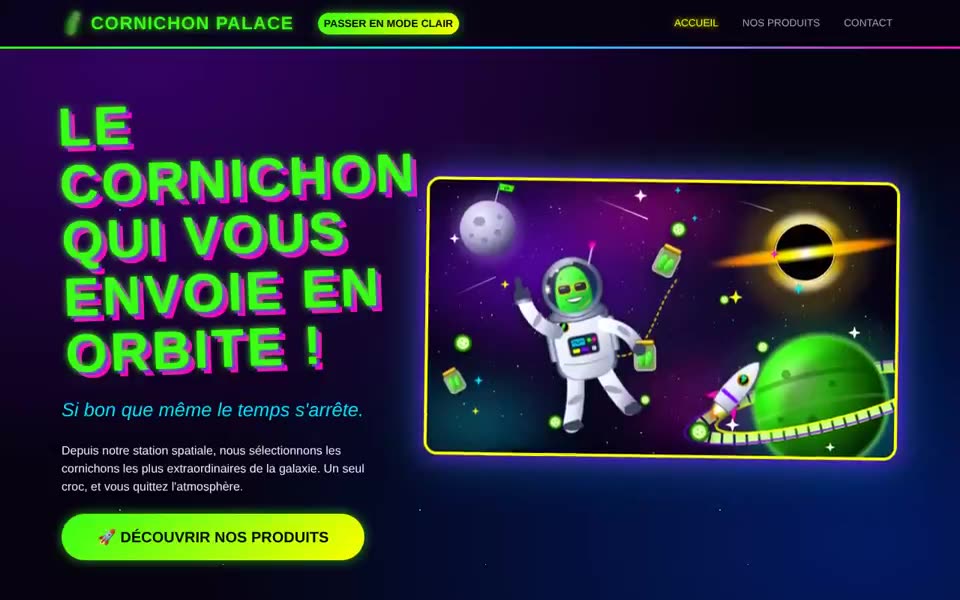 CORNICHON PALACE
PASSER EN MODE CLAIR
ACCUEIL
NOS PRODUITS
CONTACT
LE
CORNICHON
QUI VOUS
ENVOIE EN
ORBITE !
Si bon que même le temps s'arrête.
Depuis notre station spatiale, nous sélectionnons les
cornichons les plus extraordinaires de la galaxie. Un seul
croc, et vous quittez l'atmosphère.
🚀 DÉCOUVRIR NOS PRODUITS